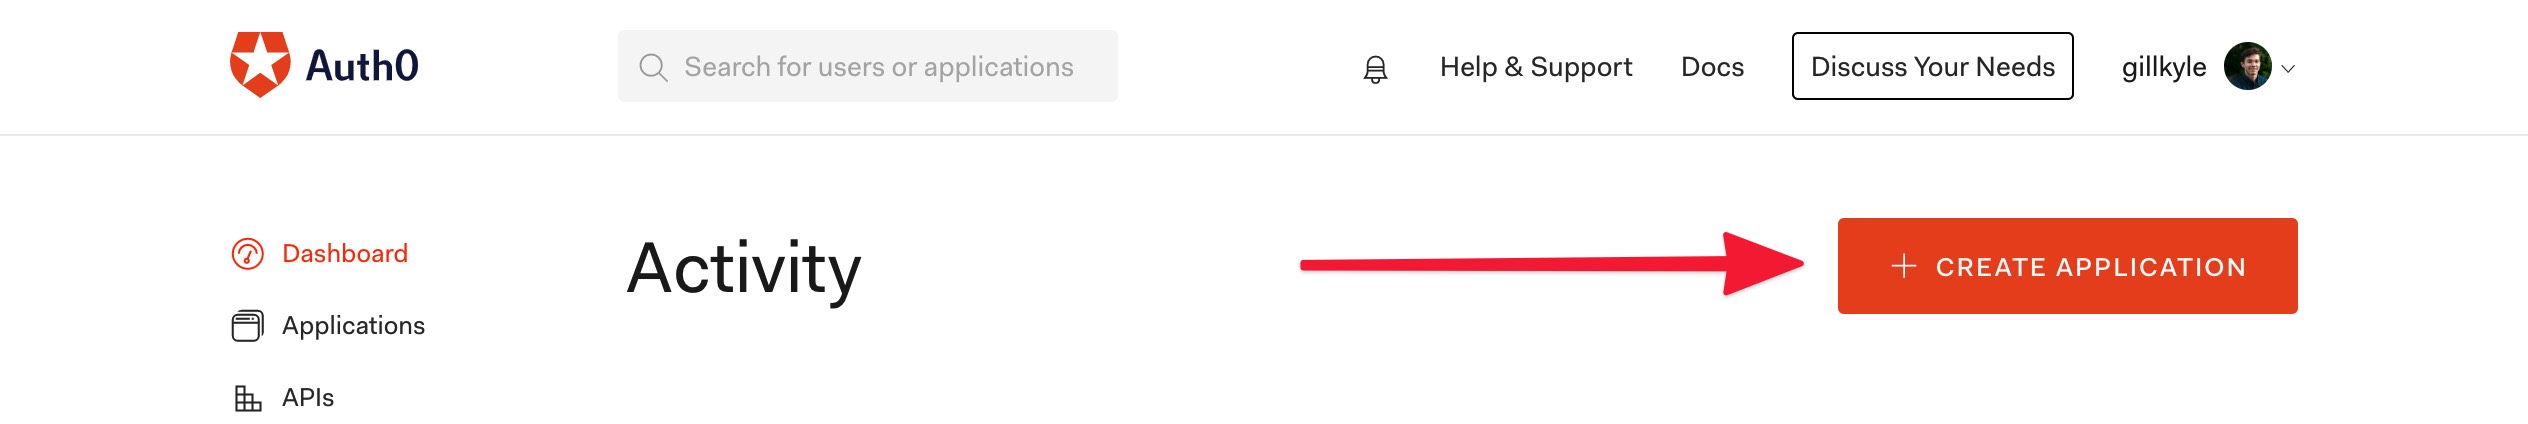 Auth0
Search for users or applications
Help & Support
Docs
Discuss Your Needs
gillkyle
Dashboard
Applications
APIs
Activity
CREATE APPLICATION